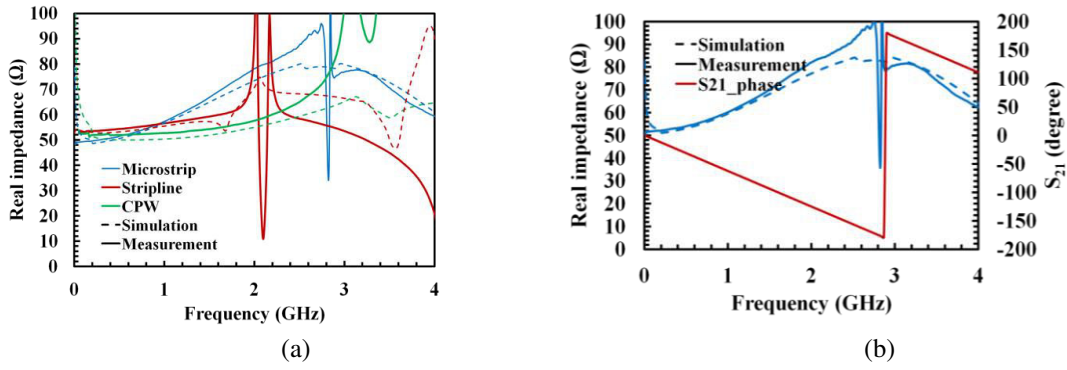 100
90
80
70
60
50
40
30
20
10
0
Real impedance (Ω)
Microstrip
Stripline
CPW
Simulation
Measurement
0 1 2 3 4
Frequency (GHz)
(a)
100
90
80
70
60
50
40
30
20
10
0
Real impedance (Ω)
Simulation
Measurement
S21_phase
200
150
100
50
0
-50
-100
-150
-200
S21 (degree)
0 1 2 3 4
Frequency (GHz)
(b)